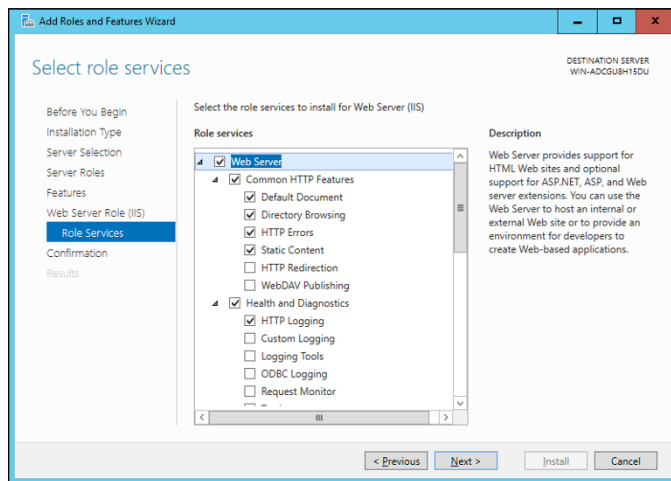 Add Roles and Features Wizard
Select role services
DESTINATION SERVER
WIN-ADCGU8H15DU
Before You Begin
Installation Type
Server Selection
Server Roles
Features
Web Server Role (IIS)
Role Services
Confirmation
Results
Select the role services to install for Web Server (IIS)
Role services
Web Server
Common HTTP Features
Default Document
Directory Browsing
HTTP Errors
Static Content
HTTP Redirection
WebDAV Publishing
Health and Diagnostics
HTTP Logging
Custom Logging
Logging Tools
ODBC Logging
Request Monitor
Description
Web Server provides support for
HTML Web sites and optional
support for ASP.NET, ASP, and Web
server extensions. You can use the
Web Server to host an internal or
external Web site or to provide an
environment for developers to
create Web-based applications.
< Previous
Next >
Install
Cancel